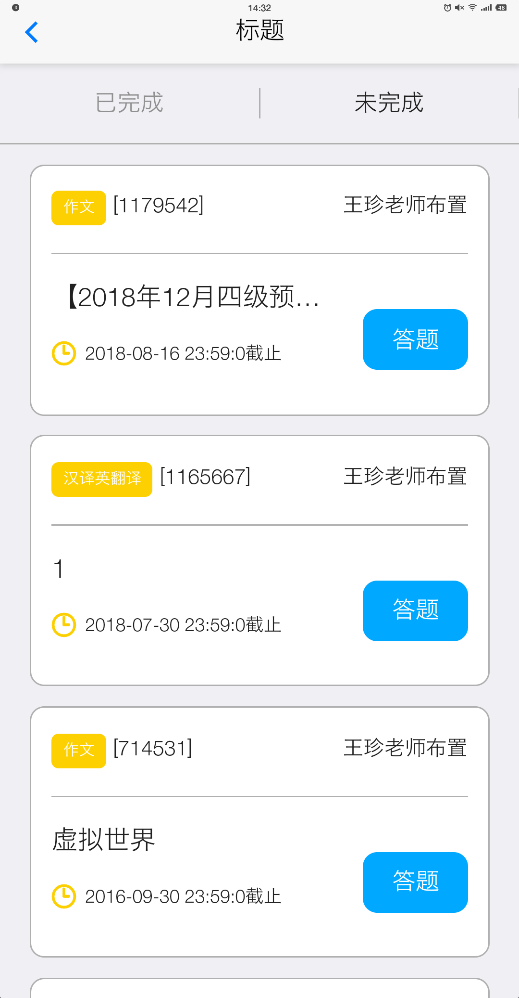 14:32
标题
已完成
未完成
作文 [1179542] 王珍老师布置
【2018年12月四级预…
2018-08-16 23:59:0截止
答题
汉译英翻译 [1165667] 王珍老师布置
1
2018-07-30 23:59:0截止
答题
作文 [714531] 王珍老师布置
虚拟世界
2016-09-30 23:59:0截止
答题